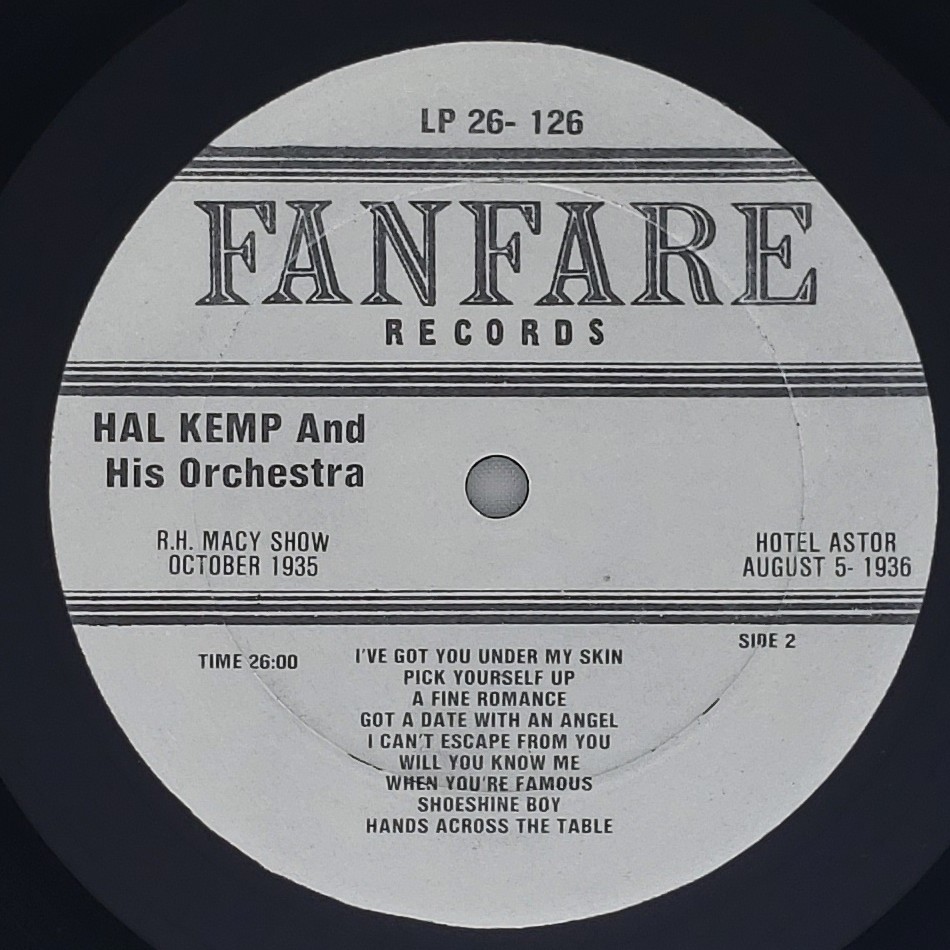 LP 26- 126
FANFARE
RECORDS
HAL KEMP And
His Orchestra
R.H. MACY SHOW
OCTOBER 1935
HOTEL ASTOR
AUGUST 5- 1936
SIDE 2
TIME 26:00
I'VE GOT YOU UNDER MY SKIN
PICK YOURSELF UP
A FINE ROMANCE
GOT A DATE WITH AN ANGEL
I CAN'T ESCAPE FROM YOU
WILL YOU KNOW ME
WHEN YOU'RE FAMOUS
SHOESHINE BOY
HANDS ACROSS THE TABLE